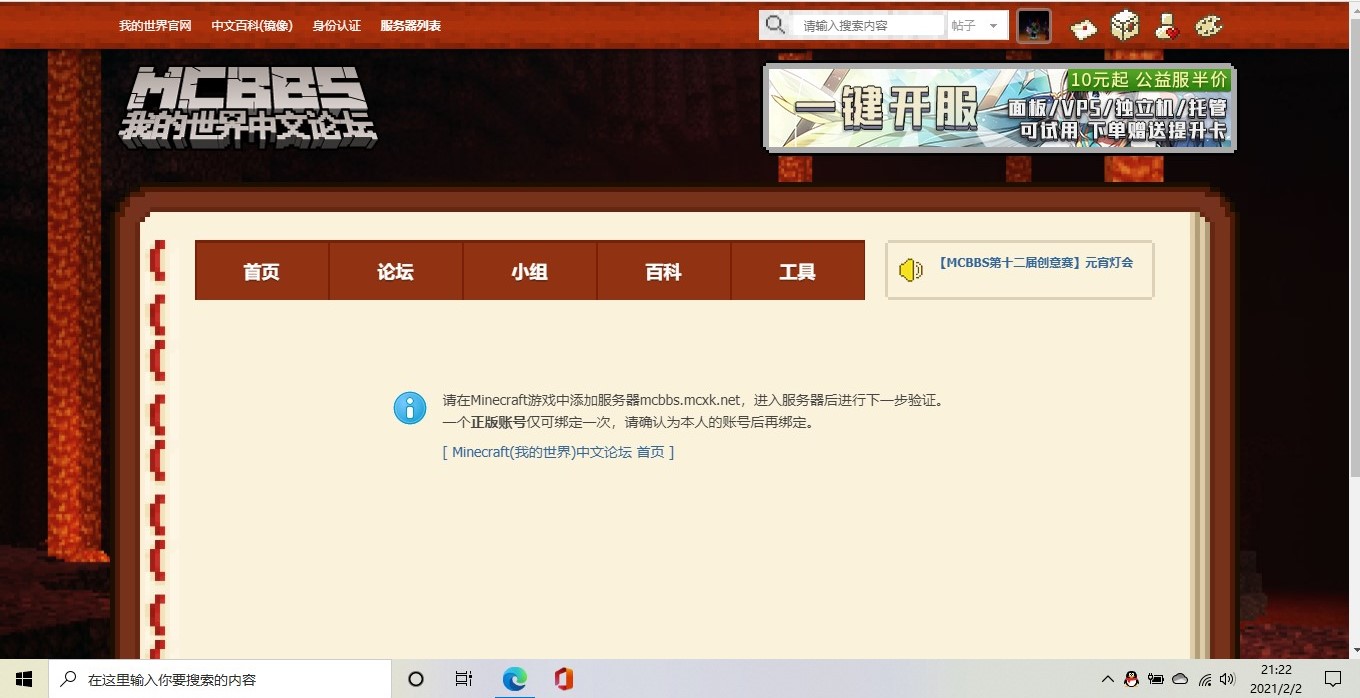 我的世界官网 中文百科(镜像) 身份认证 服务器列表
请输入搜索内容 帖子
MCBBS
我的世界中文论坛
一键开服
10元起 公益服半价
面板/VPS/独立机/托管
可试用 下单赠送提升卡
首页 论坛 小组 百科 工具
【MCBBS第十二届创意赛】元宵灯会
请在Minecraft游戏中添加服务器mcbbs.mcxk.net，进入服务器后进行下一步验证。
一个正版账号仅可绑定一次，请确认为本人的账号后再绑定。
[ Minecraft(我的世界)中文论坛 首页 ]
在这里输入你要搜索的内容
21:22
2021/2/2